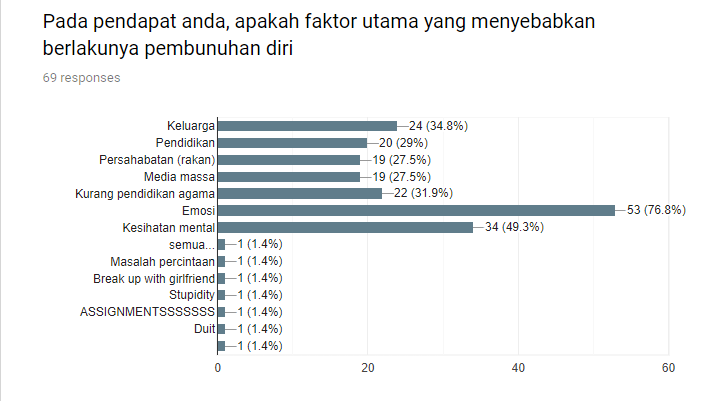 Pada pendapat anda, apakah faktor utama yang menyebabkan
berlakunya pembunuhan diri
69 responses
Keluarga 24 (34.8%)
Pendidikan 20 (29%)
Persahabatan (rakan) 19 (27.5%)
Media massa 19 (27.5%)
Kurang pendidikan agama 22 (31.9%)
Emosi 53 (76.8%)
Kesihatan mental 34 (49.3%)
semua... 1 (1.4%)
Masalah percintaan 1 (1.4%)
Break up with girlfriend 1 (1.4%)
Stupidity 1 (1.4%)
ASSIGNMENTSSSSSSS 1 (1.4%)
Duit 1 (1.4%)
1 (1.4%)
0 20 40 60